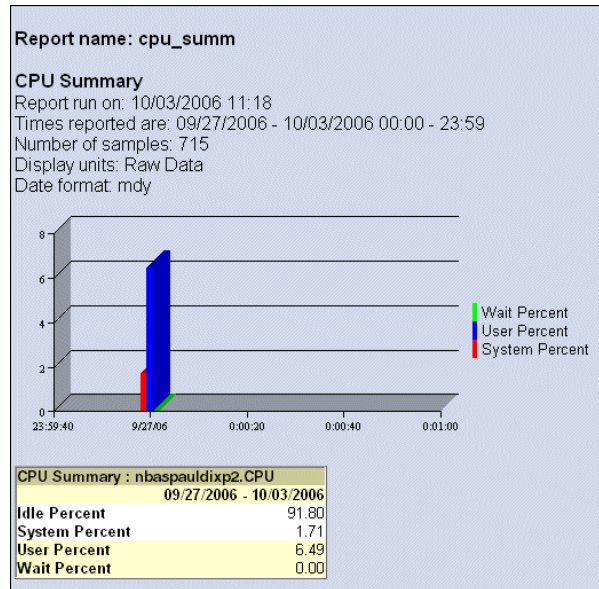 Report name: cpu_summ
CPU Summary
Report run on: 10/03/2006 11:18
Times reported are: 09/27/2006 - 10/03/2006 00:00 - 23:59
Number of samples: 715
Display units: Raw Data
Date format: mdy
8
6
4
2
0
23:59:40 9/27/06 0:00:20 0:00:40 0:01:00
Wait Percent
User Percent
System Percent
CPU Summary : nbaspauldixp2.CPU
09/27/2006 - 10/03/2006
Idle Percent 91.80
System Percent 1.71
User Percent 6.49
Wait Percent 0.00